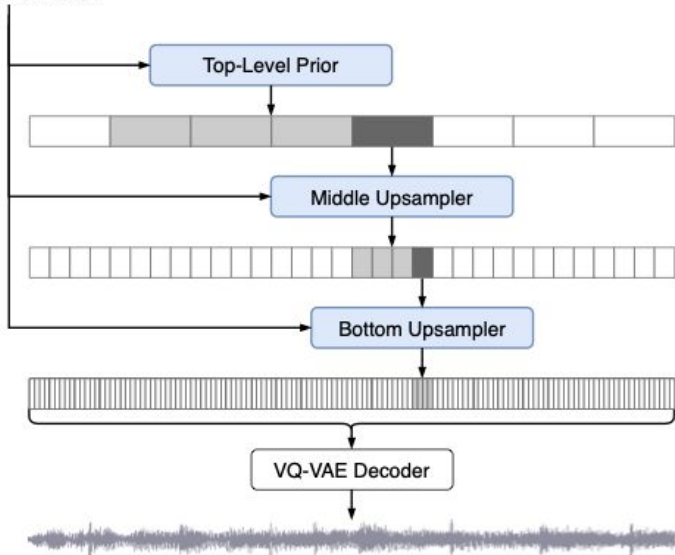 Top-Level Prior
Middle Upsampler
Bottom Upsampler
VQ-VAE Decoder